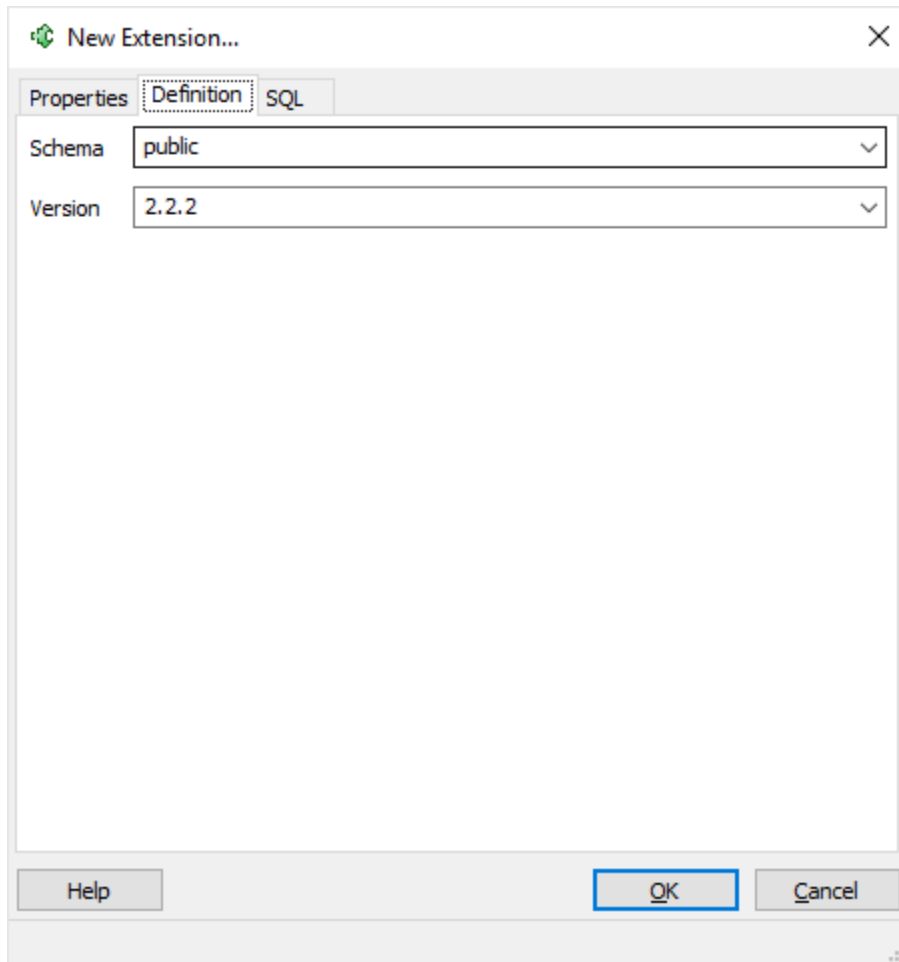 New Extension...
Properties Definition SQL
Schema public
Version 2.2.2
Help OK Cancel